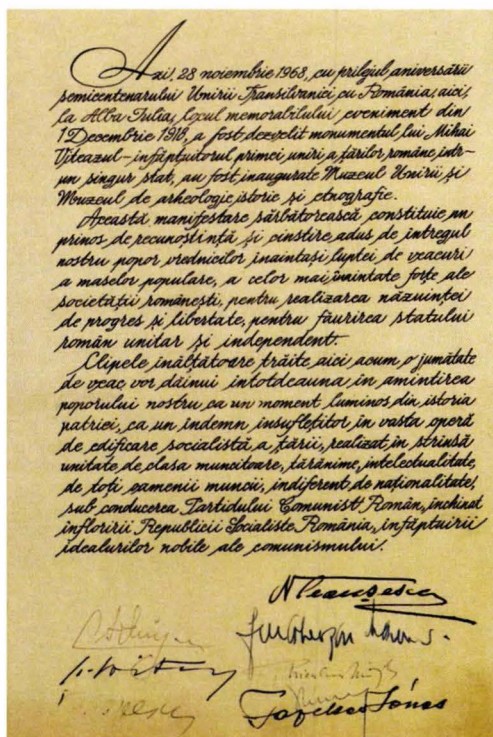 Azi, 28 noiembrie 1968, cu prilejul aniversării
semicentenarului Unirii Transilvaniei cu România, aici,
la Alba Iulia, locul memorabilului eveniment din
1 Decembrie 1918, a fost dezvelit monumentul lui Mihai
Viteazul - înfăptuitorul primei uniri a țărilor române într-
un singur stat, au fost inaugurate Muzeul Unirii și
Muzeul de arheologie, istorie și etnografie.
Această manifestare sărbătorească constituie un
prinos de recunoștință și cinstire, adus de întregul
nostru popor vrednicilor înaintași luptei de veacuri
a maselor populare, a celor mai înaintate forțe ale
societății românești, pentru realizarea năzuinței
de progres și libertate, pentru făurirea statului
român unitar și independent.
Clipele înălțătoare trăite aici acum o jumătate
de veac vor dăinui întotdeauna în amintirea
poporului nostru ca un moment luminos din istoria
patriei, ca un îndemn însuflețitor în vasta operă
de edificare socialistă a țării, realizat în strînsă
unitate de clasa muncitoare, țărănime, intelectualitate,
de toți oamenii muncii, indiferent de naționalitate,
sub conducerea Partidului Comunist Român, închinat
înfloririi Republicii Socialiste România, înfăptuirii
idealurilor nobile ale comunismului.
N Ceaușescu
Fazekas János